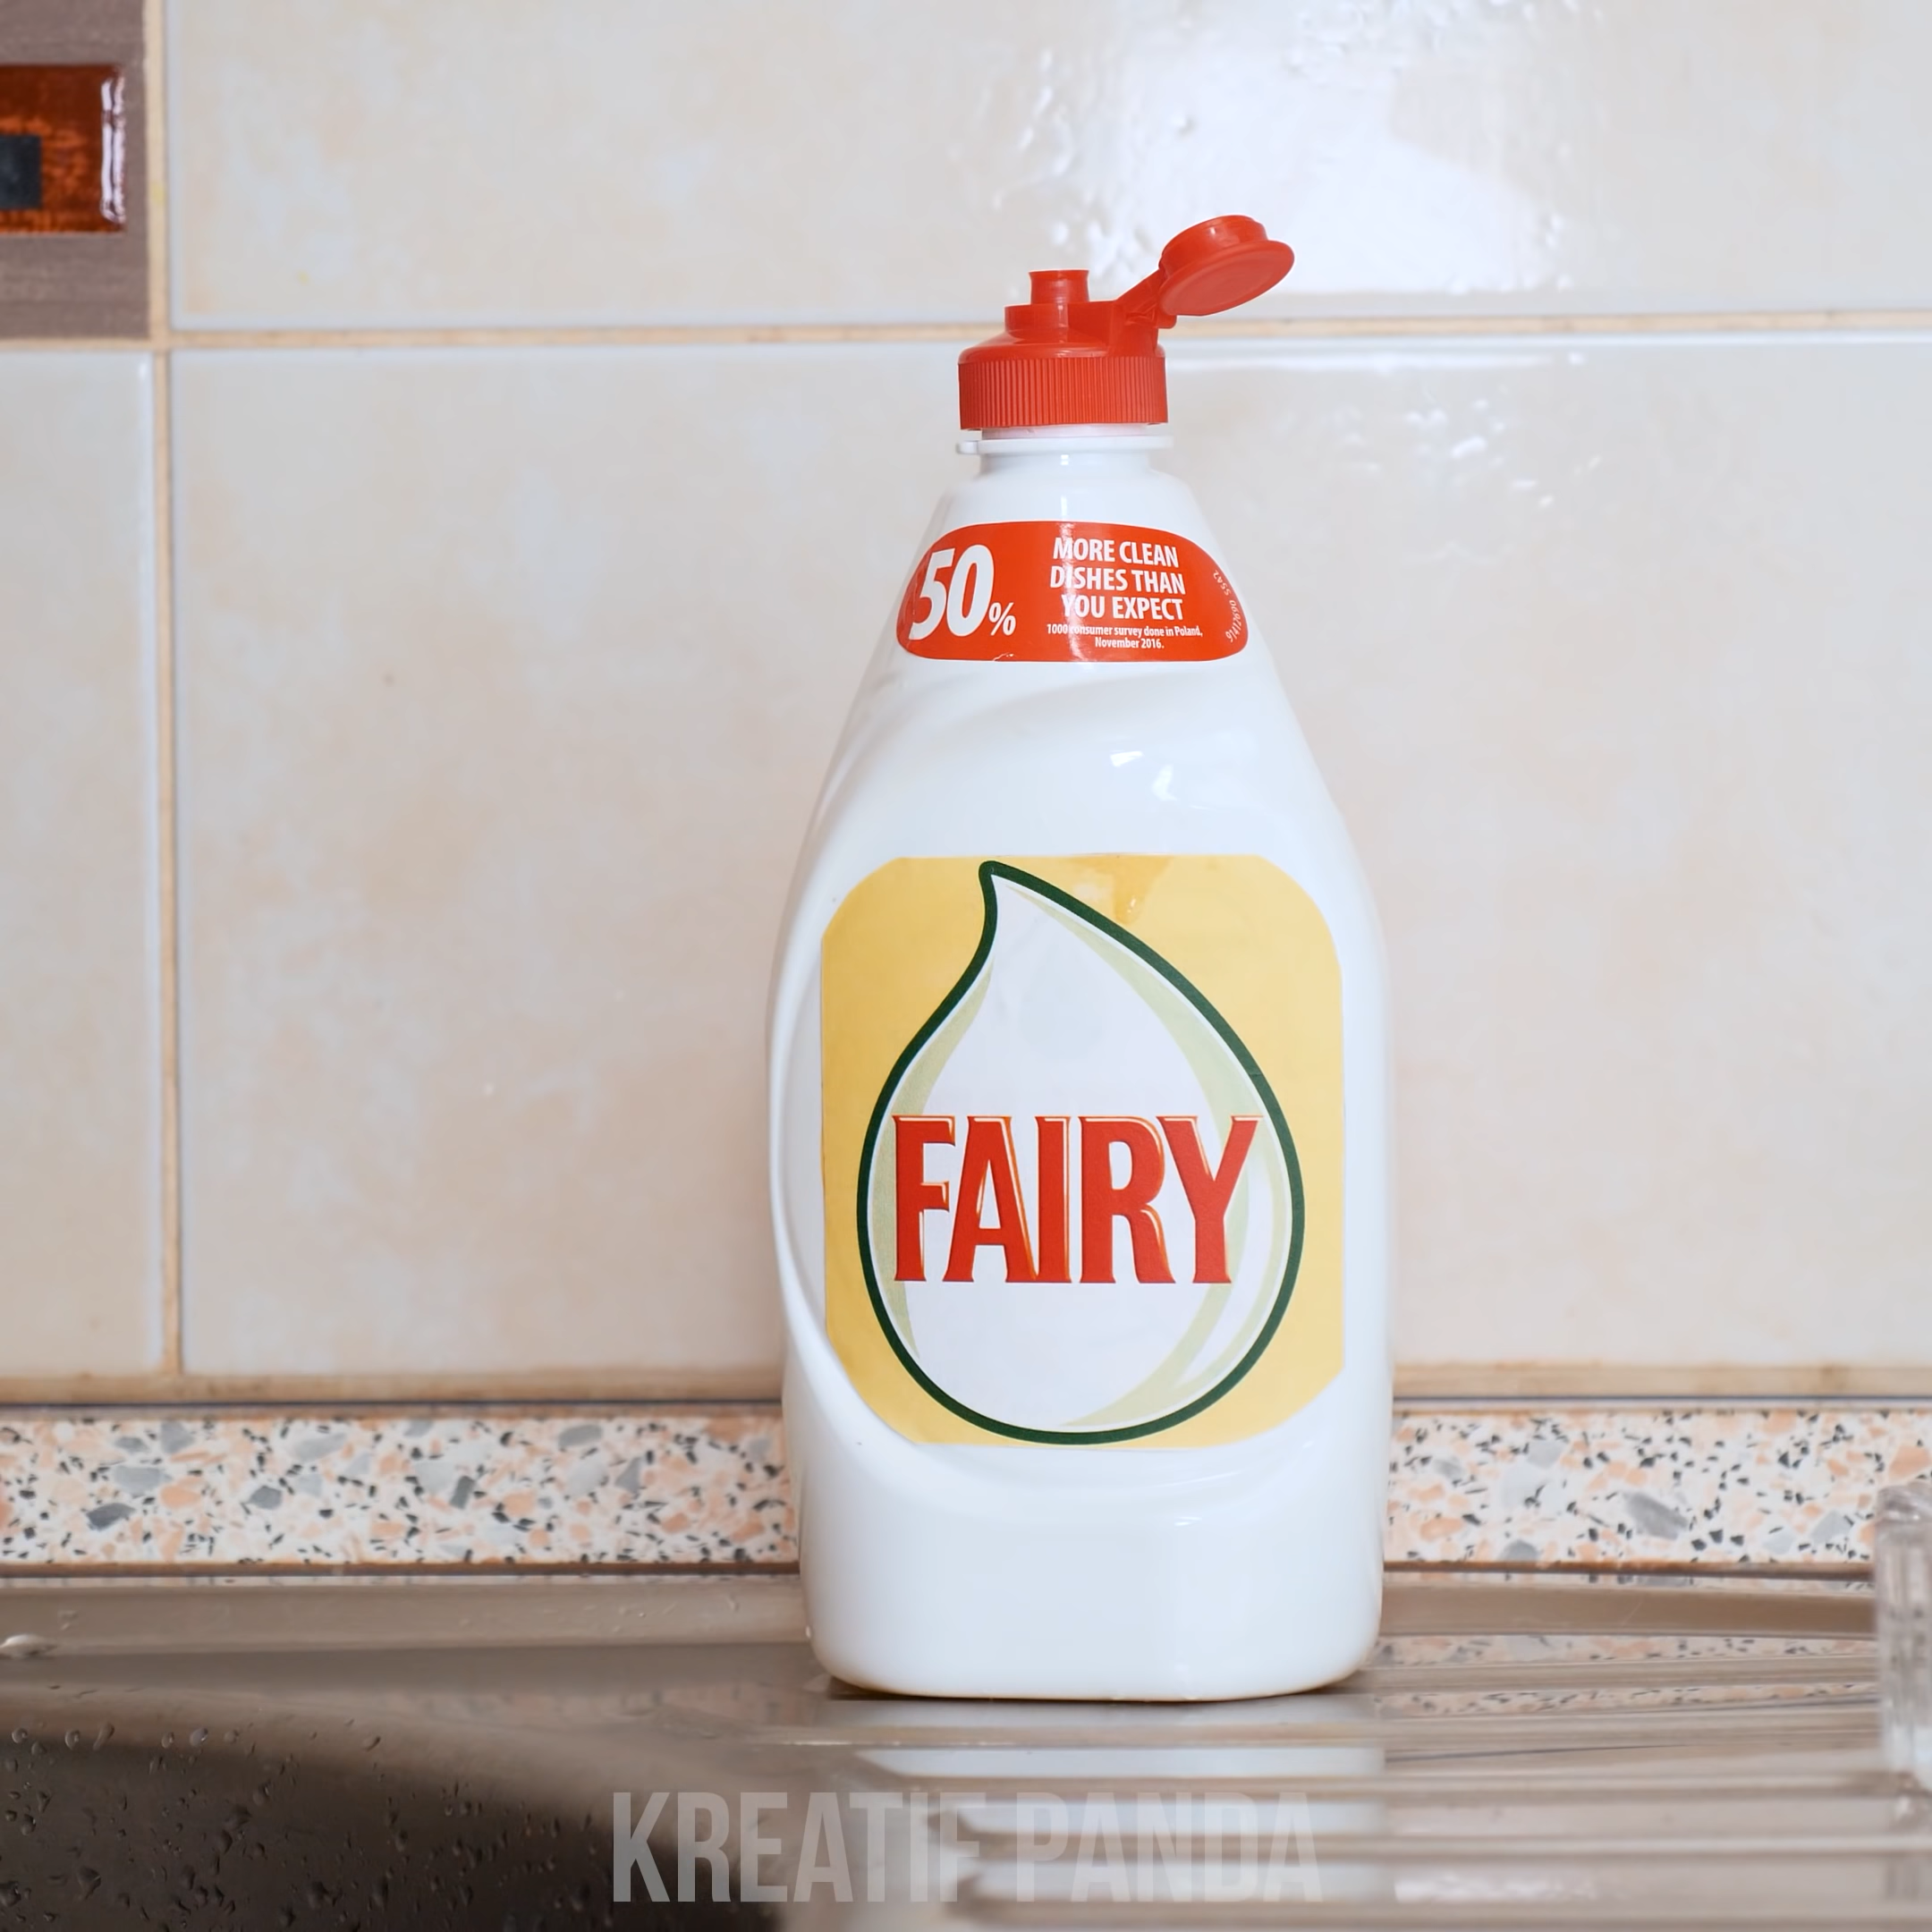 50%
MORE CLEAN
DISHES THAN
YOU EXPECT
1000 consumer survey done in Poland,
November 2016.
FAIRY
KREATIF PANDA